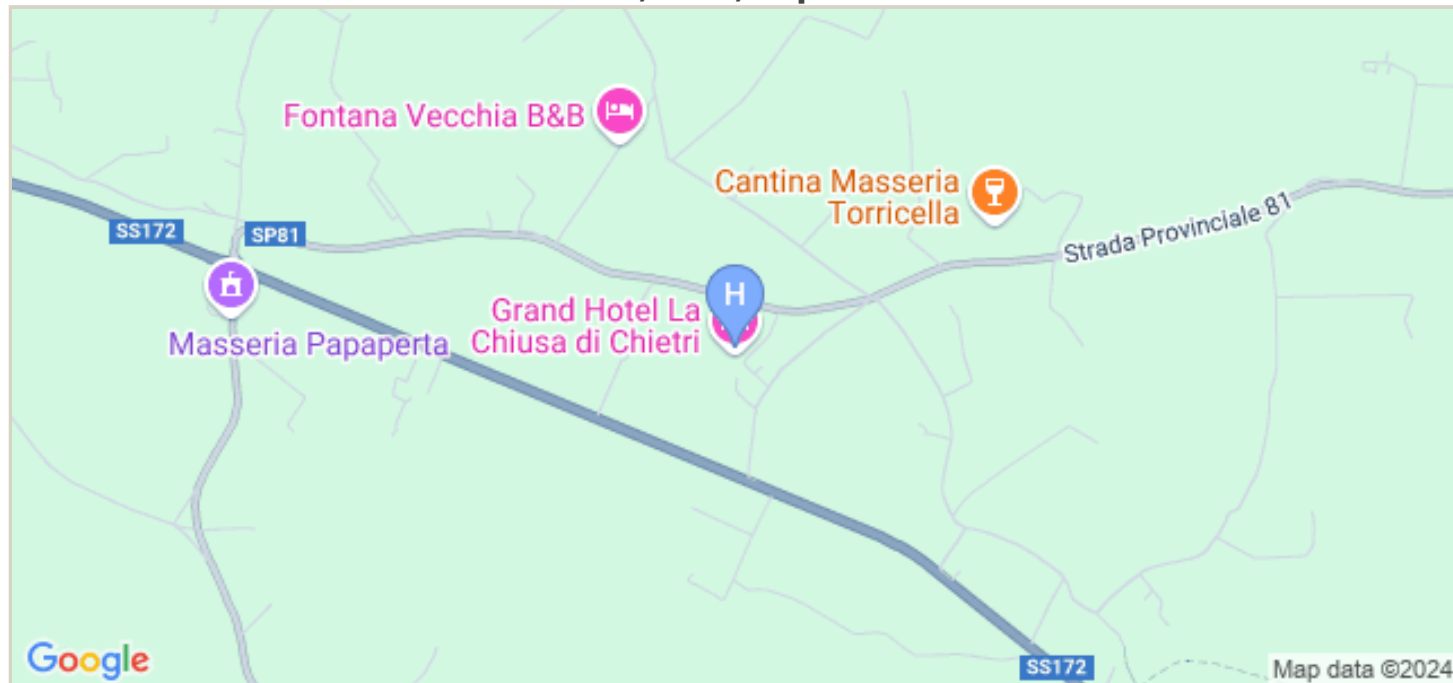 Fontana Vecchia B&B
Cantina Masseria
Torricella
Strada Provinciale 81
SS172
SP81
H
Grand Hotel La
Chiusa di Chietri
Masseria Papaperta
SS172
Google
Map data ©2024